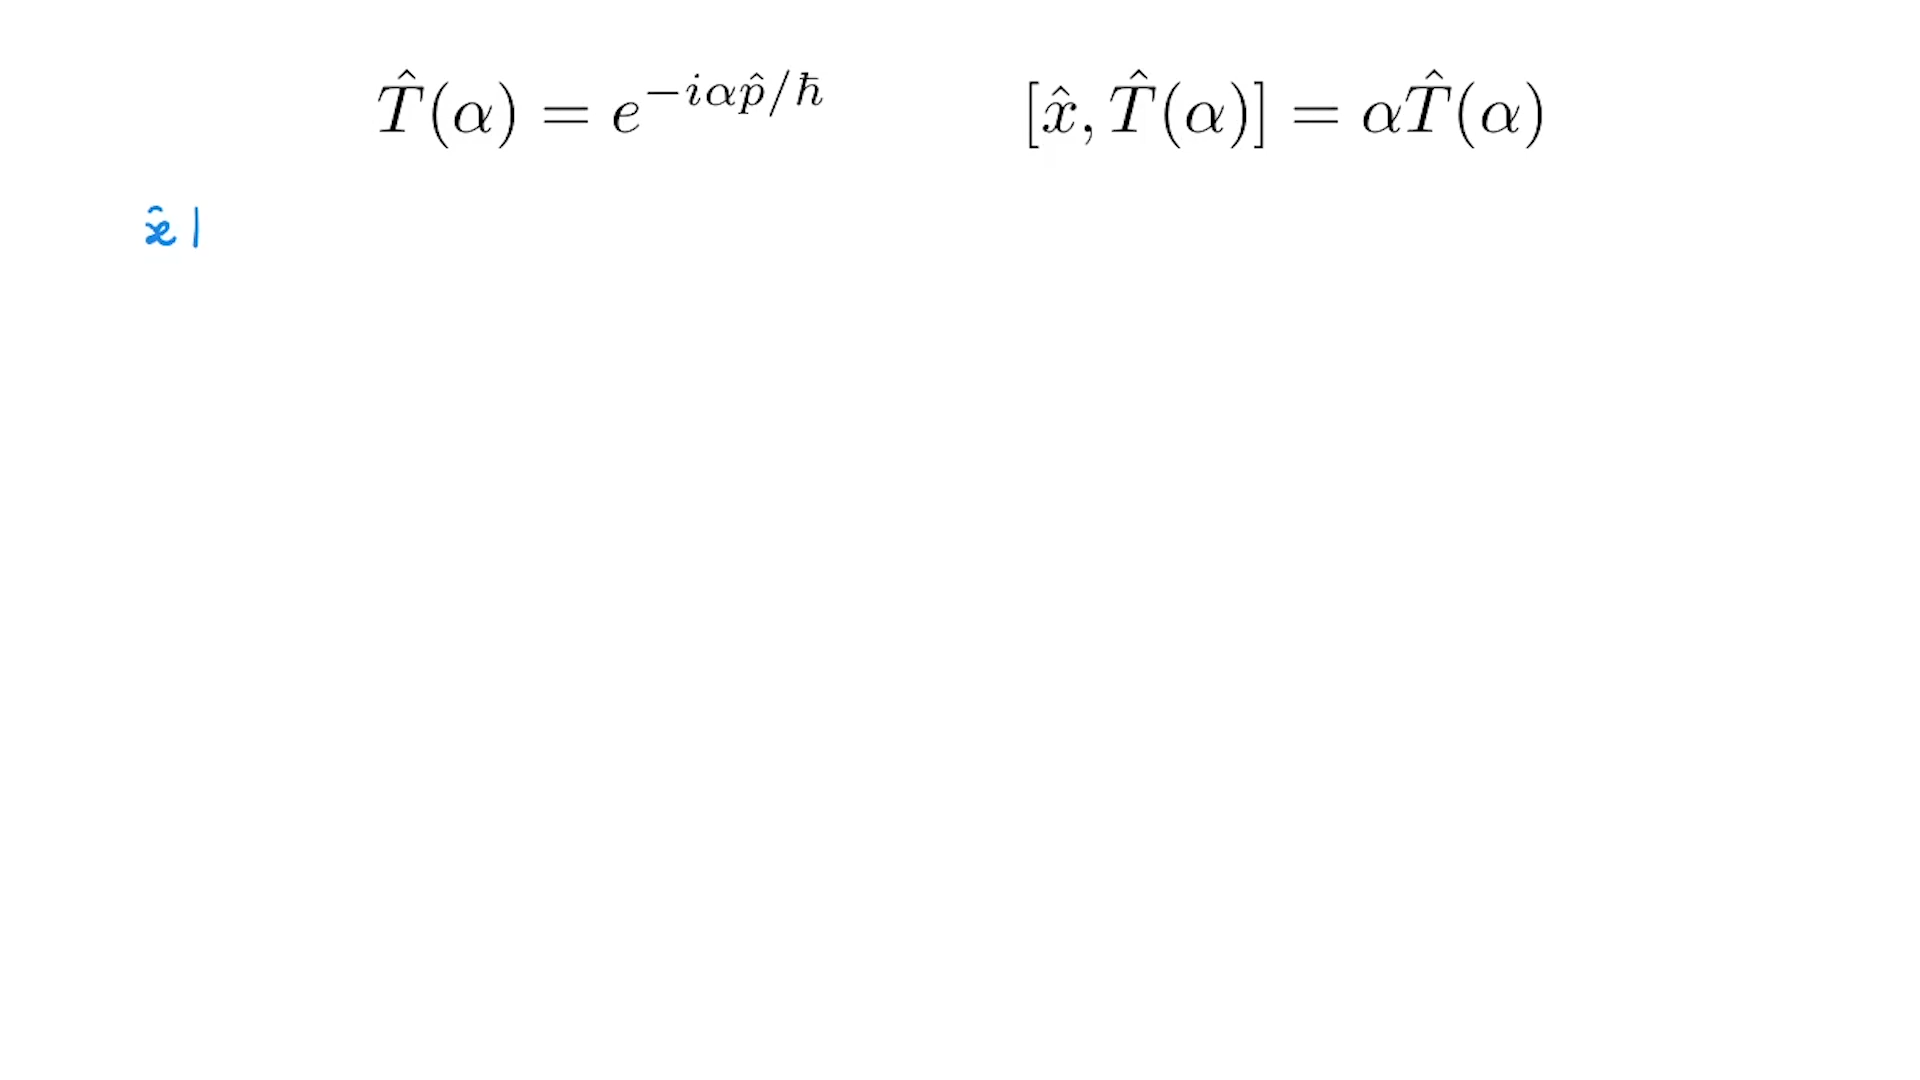 T̂(α) = e^{−iαp̂/ħ} [x̂, T̂(α)] = αT̂(α)
x̂ |